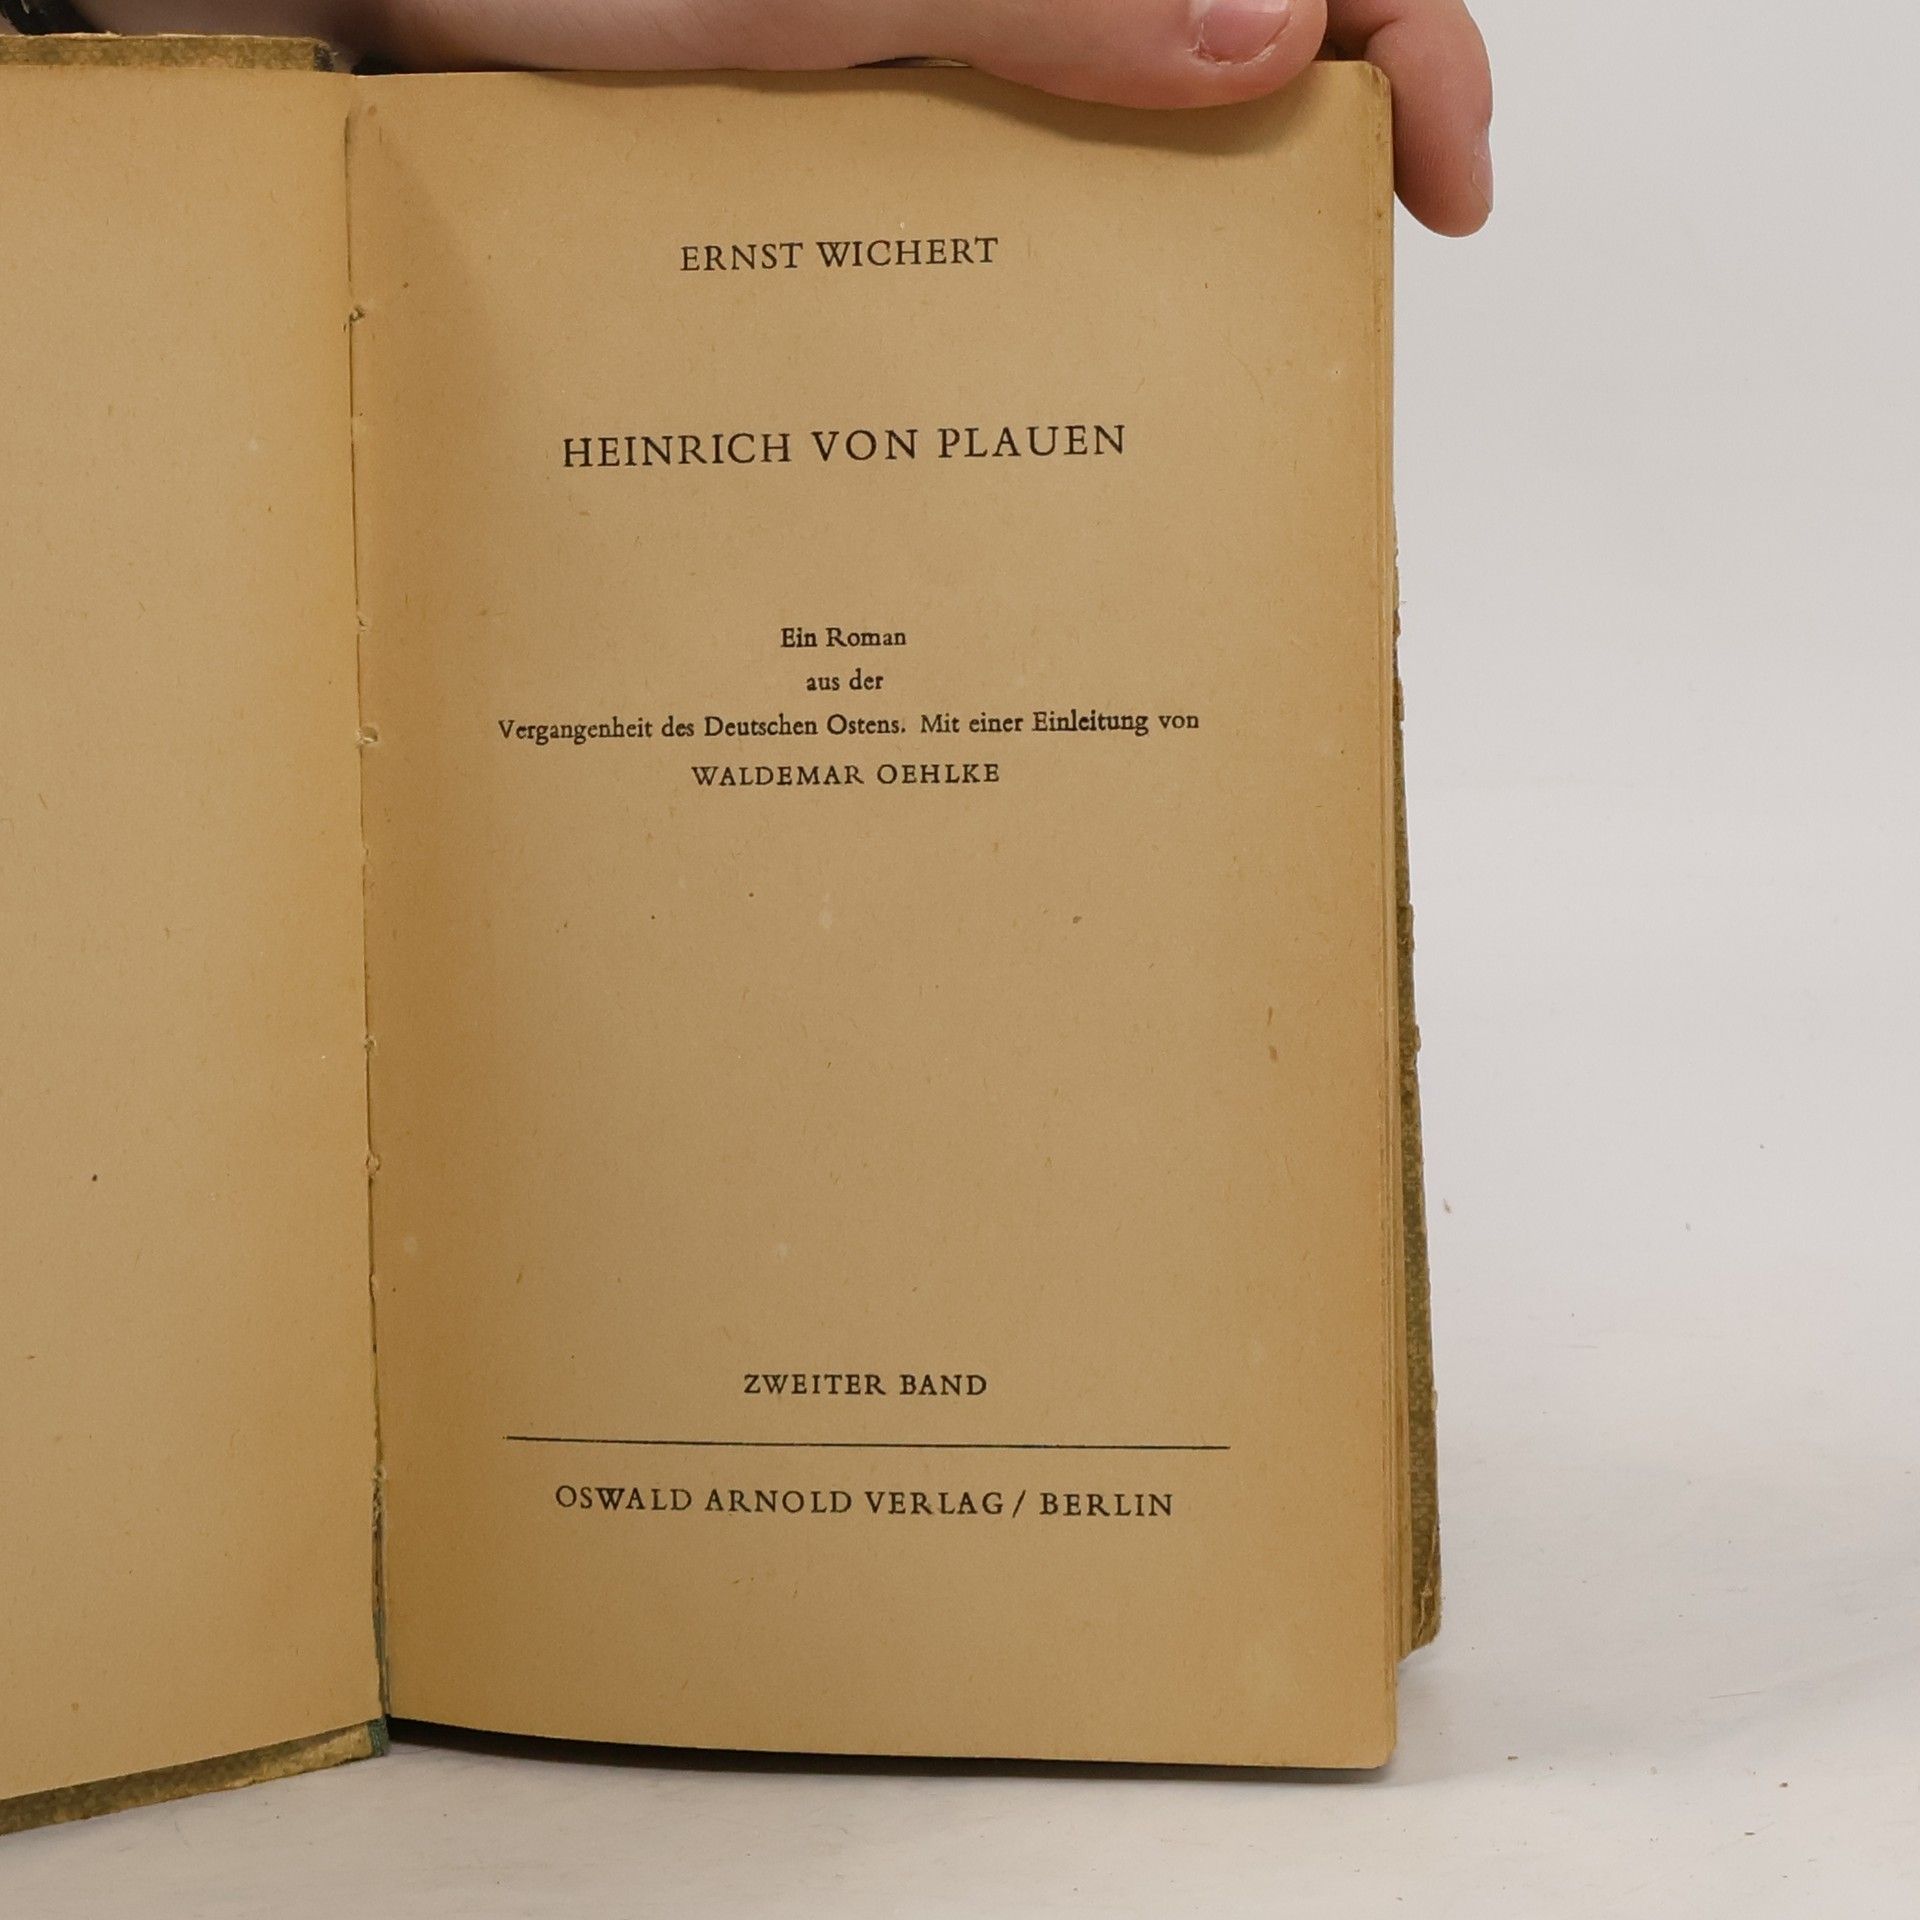 ERNST WICHERT
HEINRICH VON PLAUEN
Ein Roman
aus der
Vergangenheit des Deutschen Ostens. Mit einer Einleitung von
WALDEMAR OEHLKE
ZWEITER BAND
OSWALD ARNOLD VERLAG / BERLIN